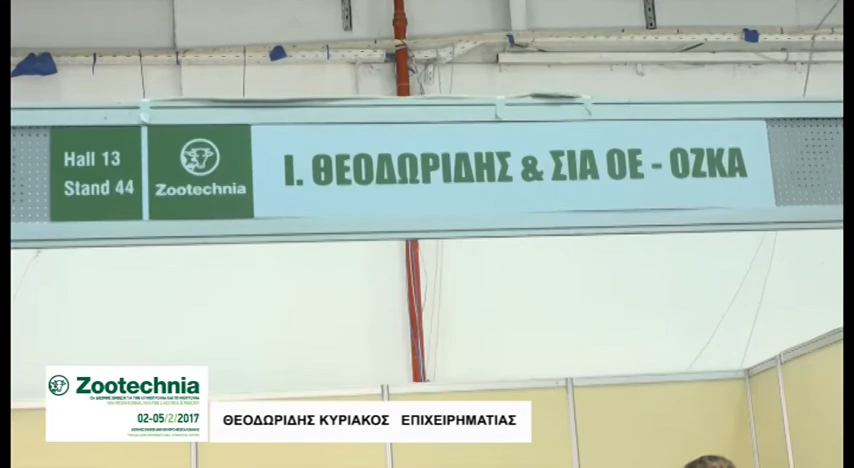 Hall 13
Stand 44
Zootechnia
Ι. ΘΕΟΔΩΡΙΔΗΣ & ΣΙΑ ΟΕ - ΟΖΚΑ
Zootechnia
02-05/2/2017
ΘΕΟΔΩΡΙΔΗΣ ΚΥΡΙΑΚΟΣ ΕΠΙΧΕΙΡΗΜΑΤΙΑΣ